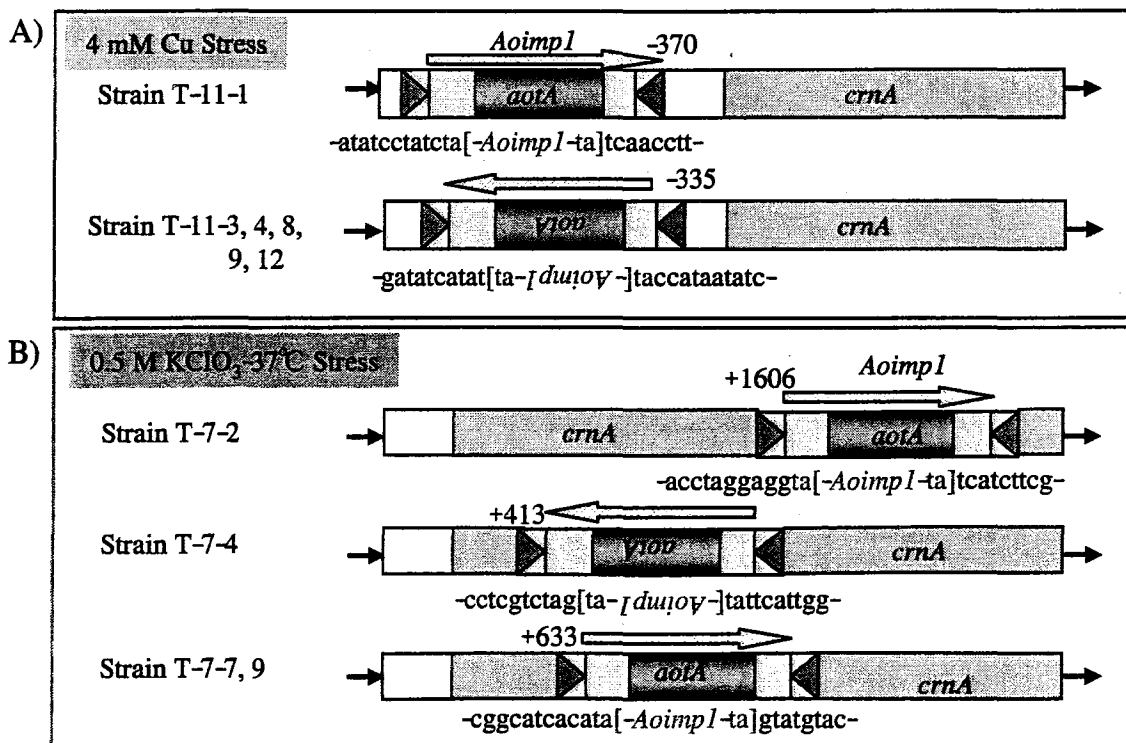 A)
4 mM Cu Stress
Aoimp1
-370
Strain T-11-1
aotA
crnA
-atatcctatcta[-Aoimp1-ta]tcaacctt-
-335
Strain T-11-3, 4, 8,
9, 12
aotA
crnA
-gatatcatat[ta-Aoimp1-]taccataatatc-
B)
0.5 M KClO3-37℃ Stress
+1606
Aoimp1
Strain T-7-2
crnA
aotA
-acctaggaggta[-Aoimp1-ta]tcatcttcg-
+413
Strain T-7-4
aotA
crnA
-cctcgtctag[ta-Aoimp1-]tattcattgg-
+633
Strain T-7-7, 9
aotA
crnA
-cggcatcacata[-Aoimp1-ta]gtatgtac-